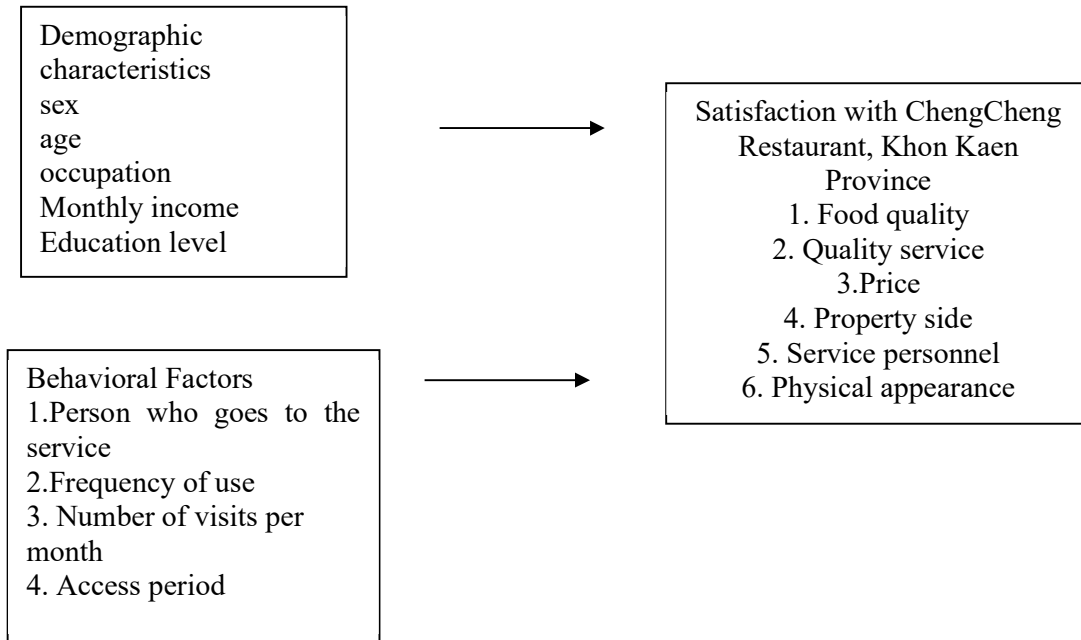 Demographic
characteristics
sex
age
occupation
Monthly income
Education level
Satisfaction with ChengCheng
Restaurant, Khon Kaen
Province
1. Food quality
2. Quality service
3.Price
4. Property side
5. Service personnel
6. Physical appearance
Behavioral Factors
1.Person who goes to the
service
2.Frequency of use
3. Number of visits per
month
4. Access period